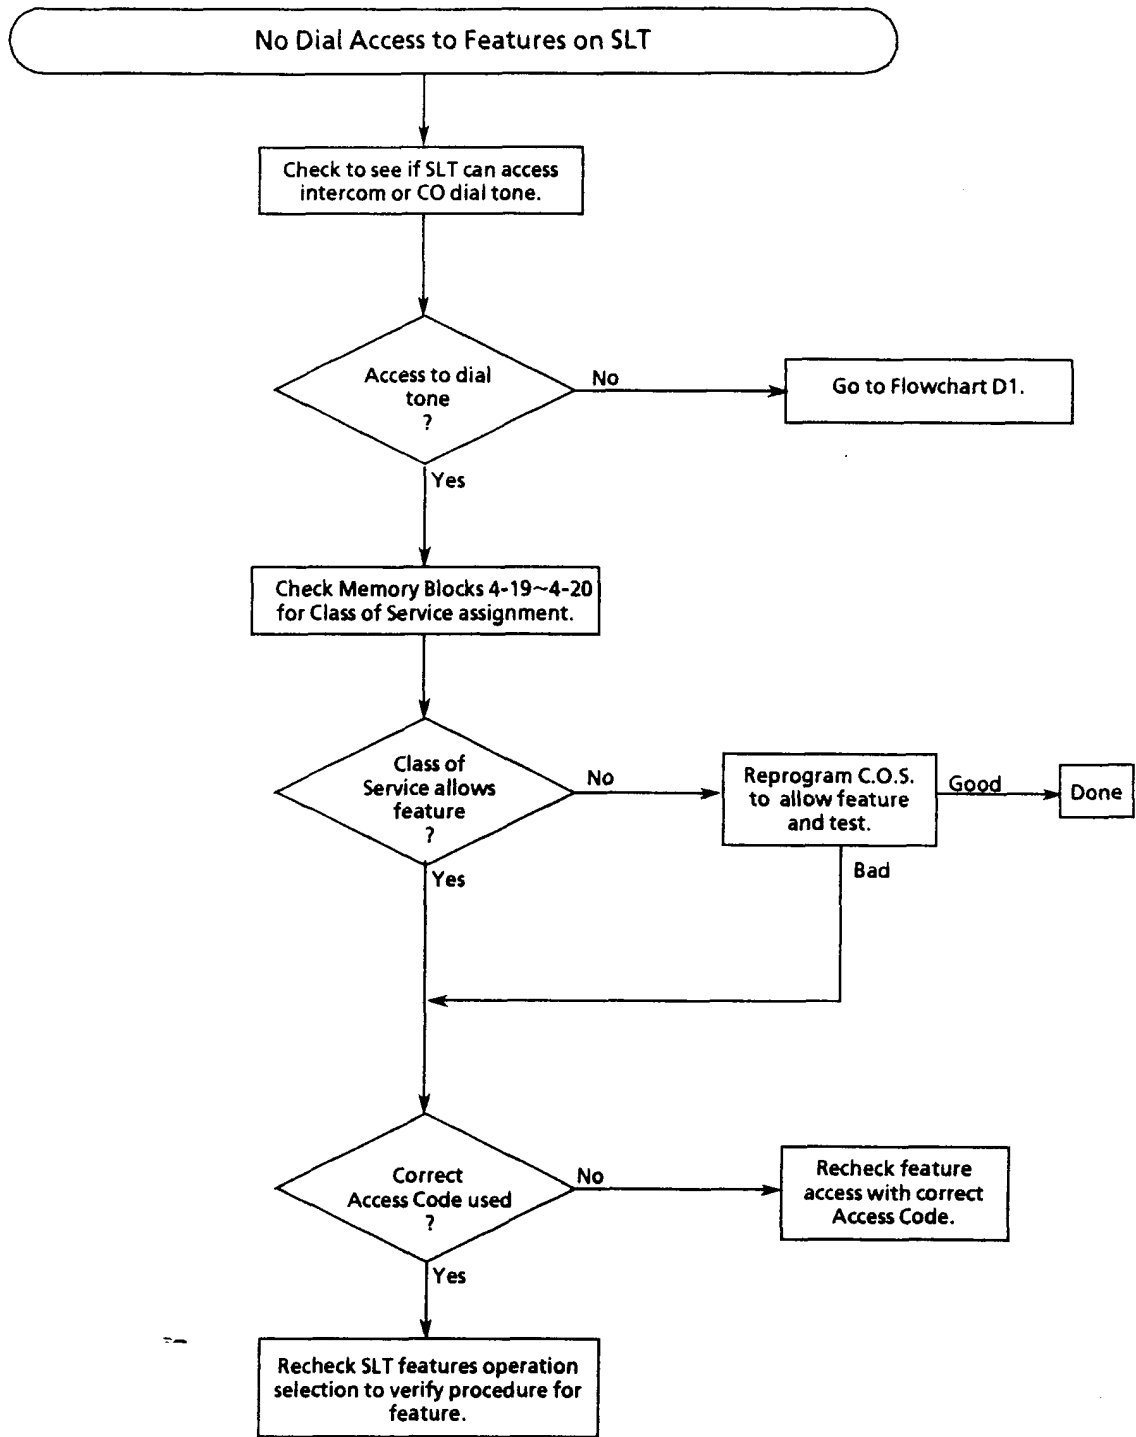 No Dial Access to Features on SLT
Check to see if SLT can access
intercom or CO dial tone.
Access to dial
tone
?
No
Go to Flowchart D1.
Yes
Check Memory Blocks 4-19~4-20
for Class of Service assignment.
Class of
Service allows
feature
?
No
Reprogram C.O.S.
to allow feature
and test.
Good
Done
Bad
Yes
Correct
Access Code used
?
No
Recheck feature
access with correct
Access Code.
Yes
Recheck SLT features operation
selection to verify procedure for
feature.